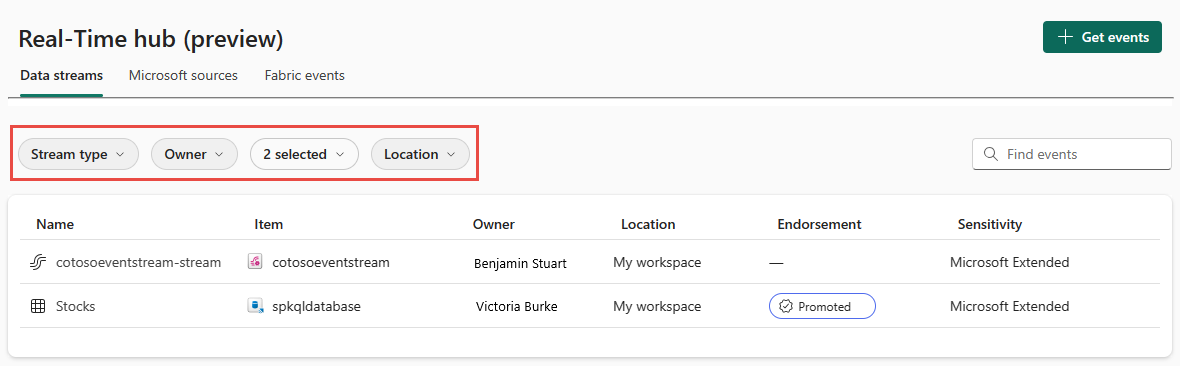 Real-Time hub (preview)
Get events
Data streams Microsoft sources Fabric events
Stream type Owner 2 selected Location
Find events
Name Item Owner Location Endorsement Sensitivity
cotosoeventstream-stream cotosoeventstream Benjamin Stuart My workspace — Microsoft Extended
Stocks spkqldatabase Victoria Burke My workspace Promoted Microsoft Extended